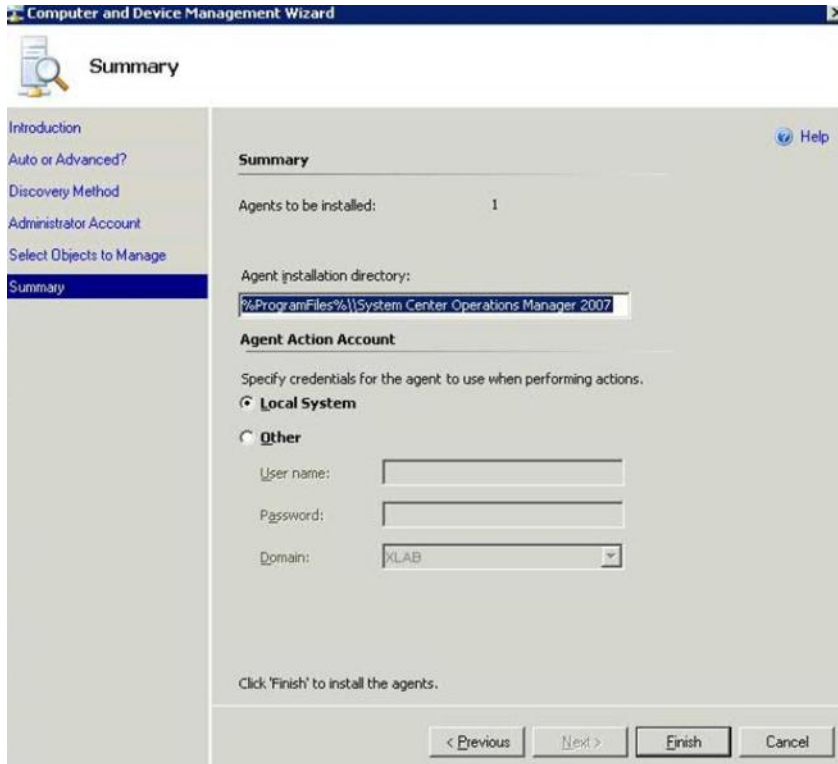 Computer and Device Management Wizard
Summary
Introduction
Auto or Advanced?
Discovery Method
Administrator Account
Select Objects to Manage
Summary
Help
Summary
Agents to be installed: 1
Agent installation directory:
%ProgramFiles%\\System Center Operations Manager 2007
Agent Action Account
Specify credentials for the agent to use when performing actions.
Local System
Other
User name:
Password:
Domain: XLAB
Click 'Finish' to install the agents.
< Previous Next > Finish Cancel